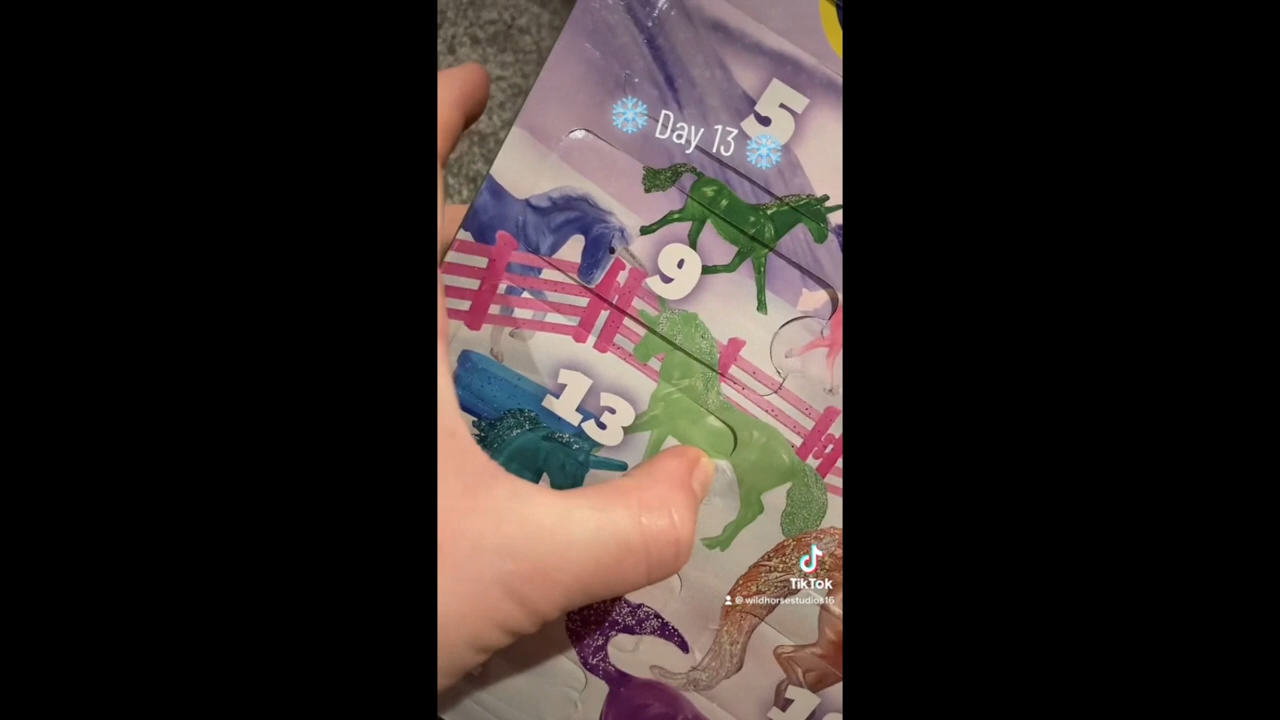 5
❄️ Day 13 ❄️
9
13
TikTok
@wildhorsestudios16